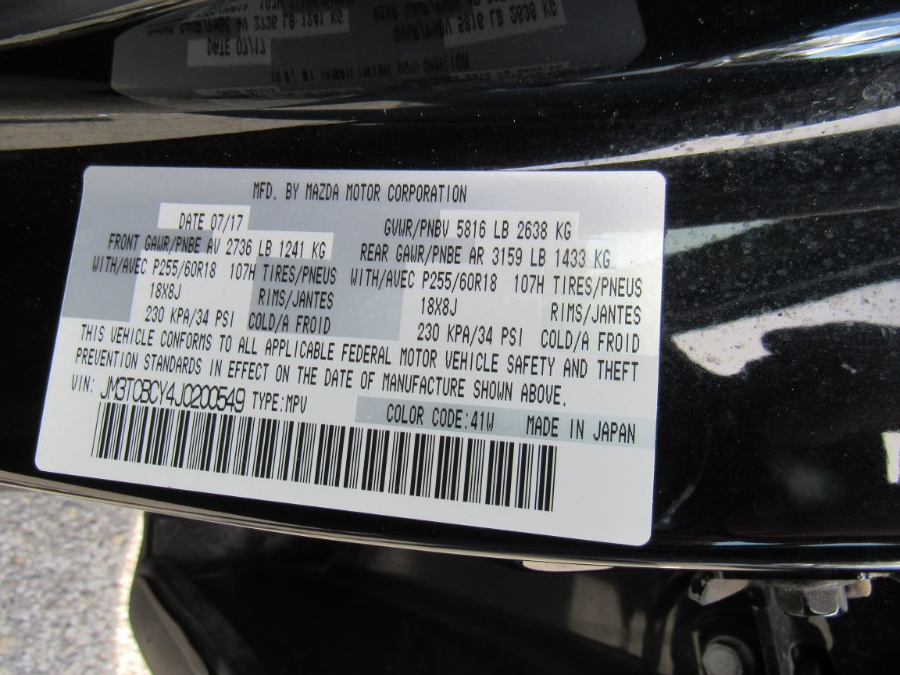 MFD. BY MAZDA MOTOR CORPORATION
DATE 07/17 GVWR/PNBV 5816 LB 2638 KG
FRONT GAWR/PNBE AV 2736 LB 1241 KG REAR GAWR/PNBE AR 3159 LB 1433 KG
WITH/AVEC P255/60R18 107H TIRES/PNEUS WITH/AVEC P255/60R18 107H TIRES/PNEUS
18X8J RIMS/JANTES 18X8J RIMS/JANTES
230 KPA/34 PSI COLD/A FROID 230 KPA/34 PSI COLD/A FROID
THIS VEHICLE CONFORMS TO ALL APPLICABLE FEDERAL MOTOR VEHICLE SAFETY AND THEFT
PREVENTION STANDARDS IN EFFECT ON THE DATE OF MANUFACTURE SHOWN ABOVE.
VIN: JM3TCBCY4J0200549 TYPE:MPV
COLOR CODE:41W MADE IN JAPAN